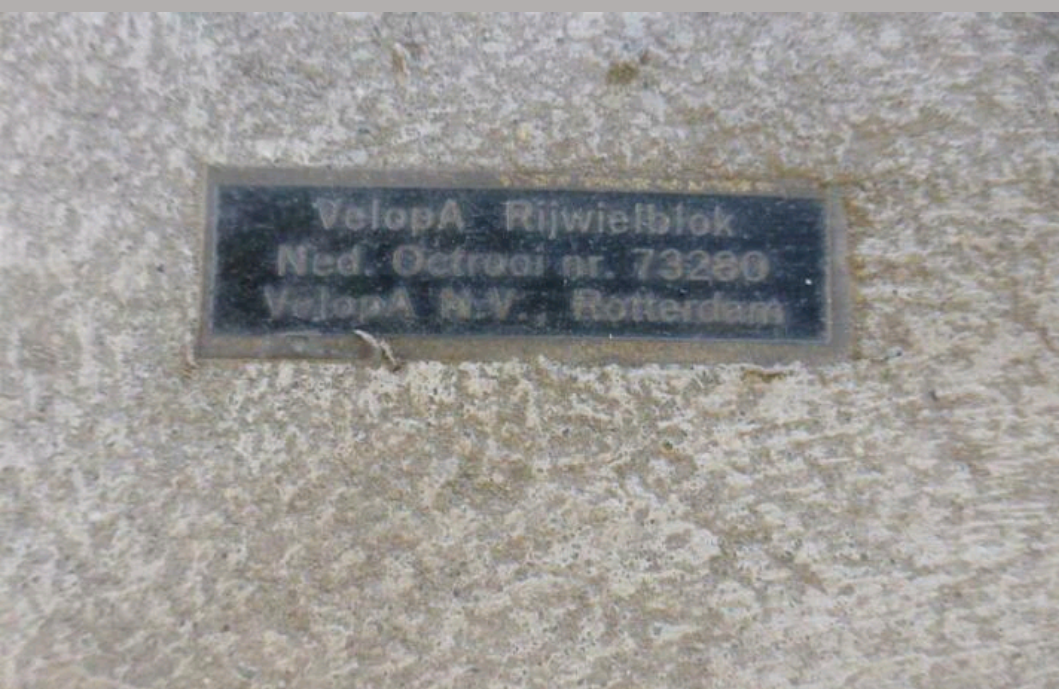 VelopA Rijwielblok
Ned. Octrooi nr. 73280
VelopA N.V., Rotterdam